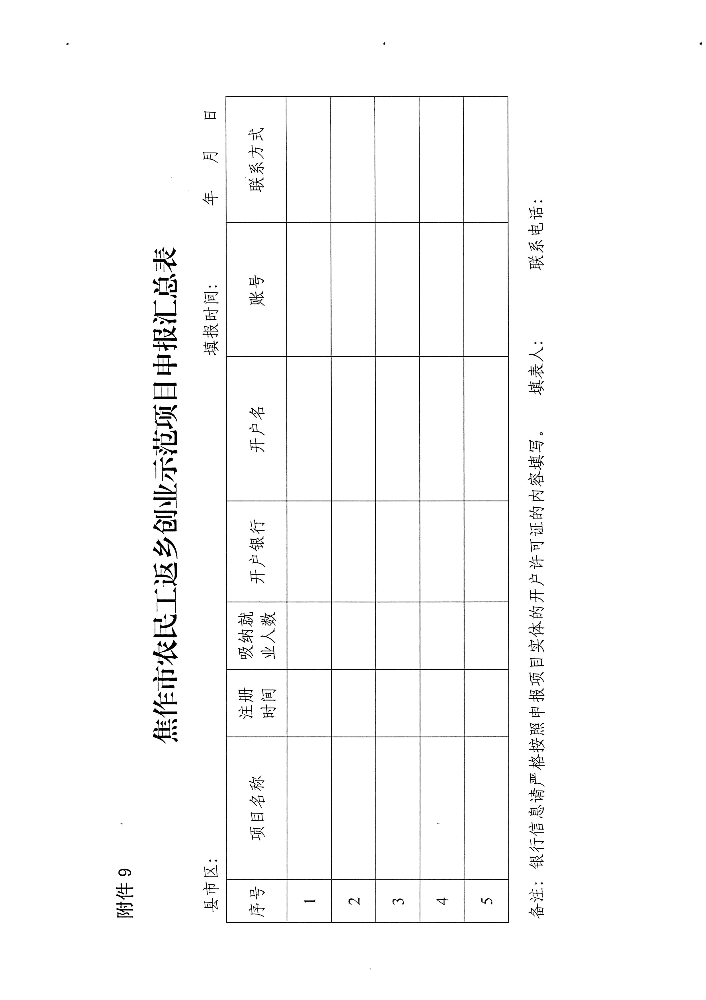 附件 9
焦作市农民工返乡创业示范项目申报汇总表
县市区： 填报时间： 年 月 日
序号 项目名称 注册时间 吸纳就业人数 开户银行 开户名 账号 联系方式
1
2
3
4
5
备注：银行信息请严格按照申报项目实体的开户许可证的内容填写。 填表人： 联系电话：